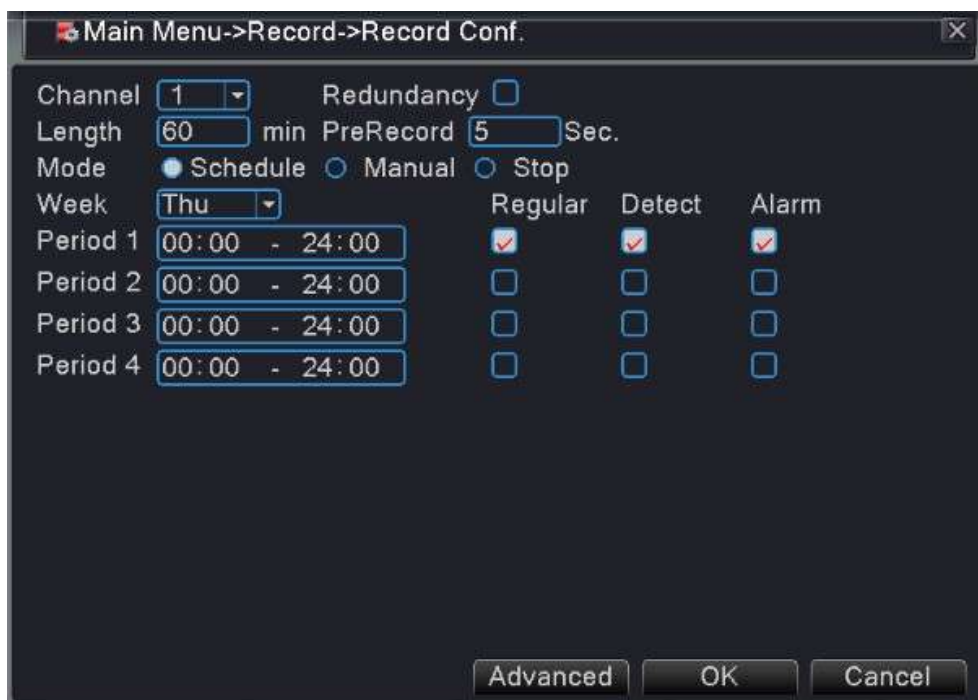 Main Menu->Record->Record Conf.
Channel 1 Redundancy
Length 60 min PreRecord 5 Sec.
Mode Schedule Manual Stop
Week Thu Regular Detect Alarm
Period 1 00:00 - 24:00
Period 2 00:00 - 24:00
Period 3 00:00 - 24:00
Period 4 00:00 - 24:00
Advanced OK Cancel